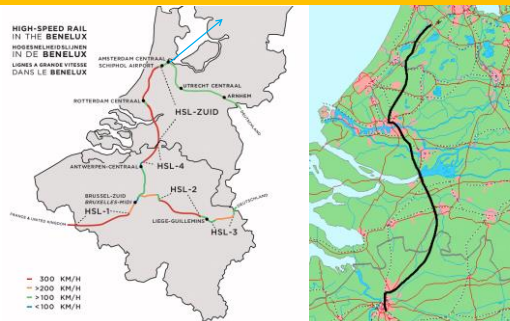 HIGH-SPEED RAIL
IN THE BENELUX
HOGESNELHEIDSLIJNEN
IN DE BENELUX
LIGNES A GRANDE VITESSE
DANS LE BENELUX
AMSTERDAM CENTRAAL
SCHIPHOL AIRPORT
UTRECHT CENTRAAL
ARNHEM
DEUTSCHLAND
ROTTERDAM CENTRAAL
HSL-ZUID
HSL-4
ANTWERPEN-CENTRAAL
BRUSSEL-ZUID
BRUXELLES-MIDI
HSL-2
HSL-1
DEUTSCHLAND
FRANCE & UNITED KINGDOM
LIEGE-GUILLEMINS
HSL-3
300 KM/H
>200 KM/H
>100 KM/H
<100 KM/H